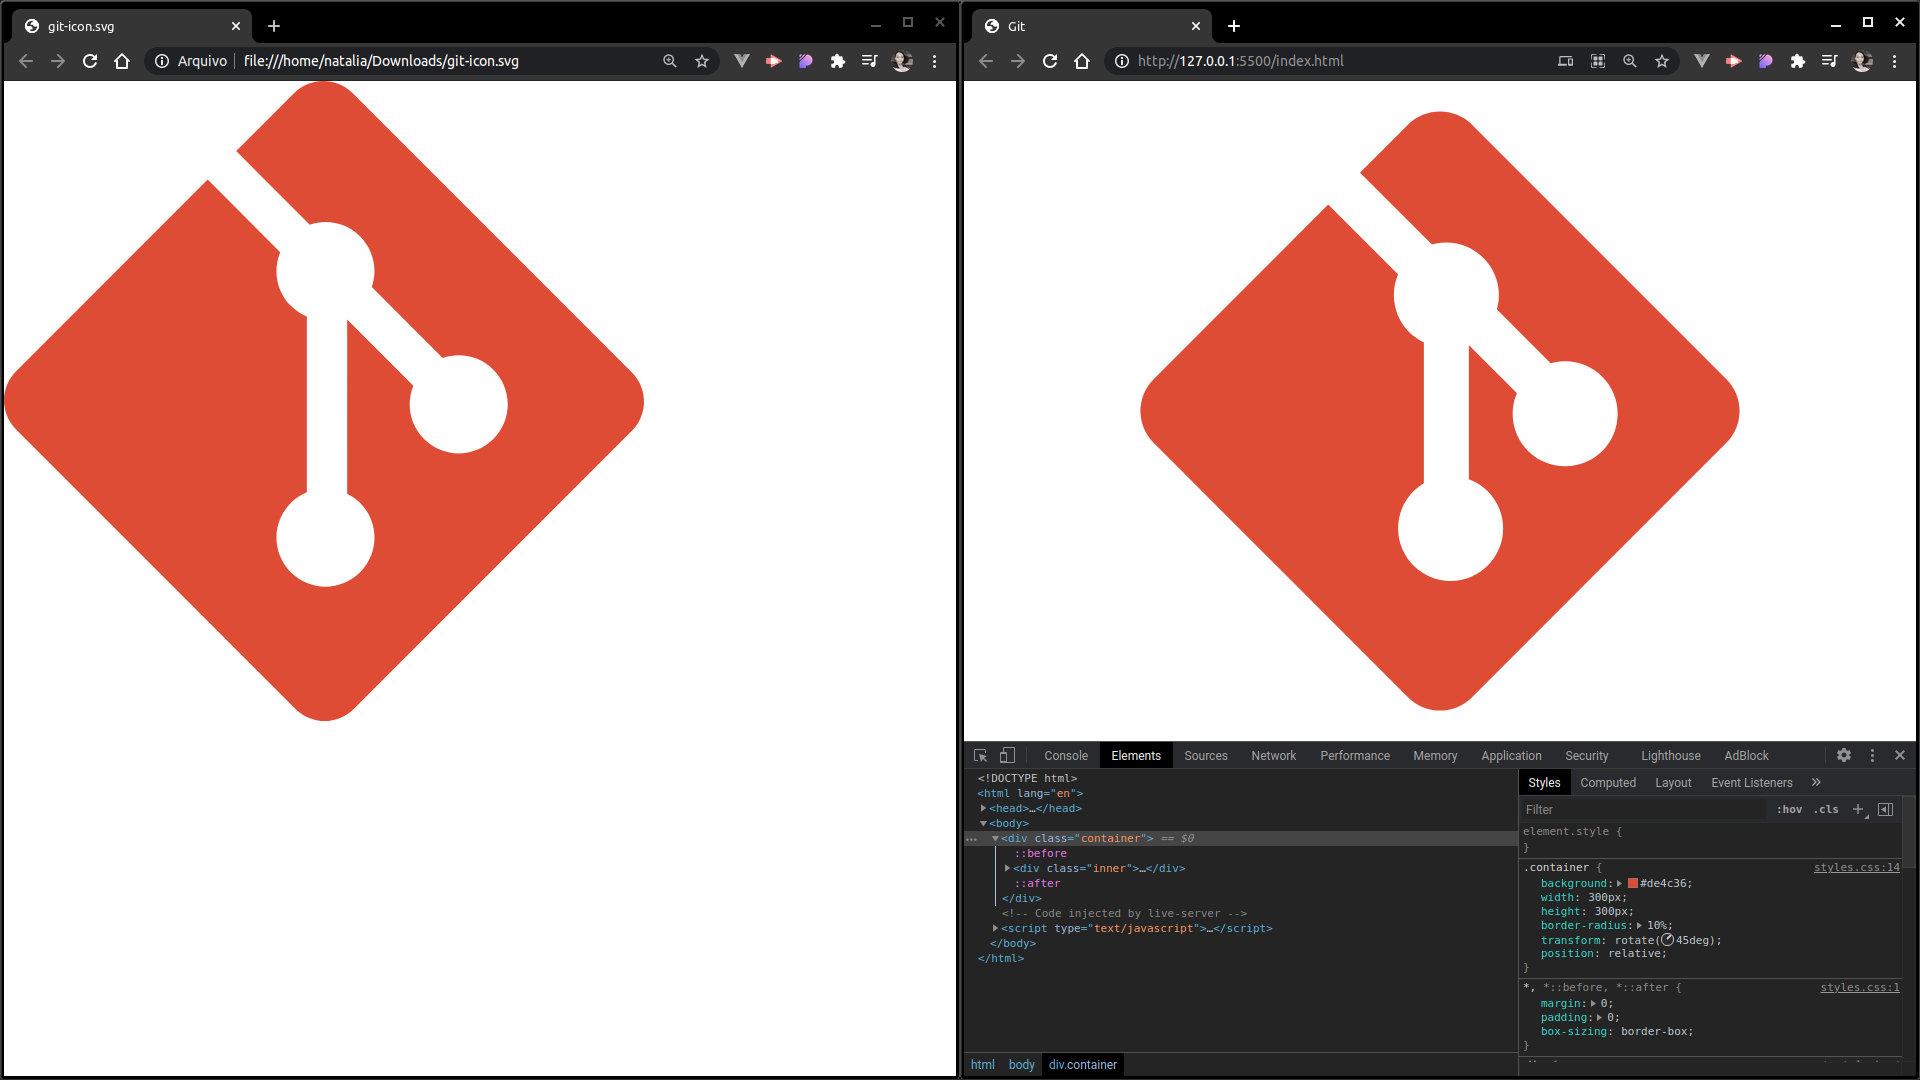 git-icon.svg
Arquivo file:///home/natalia/Downloads/git-icon.svg
Git
http://127.0.0.1:5500/index.html
Console Elements Sources Network Performance Memory Application Security Lighthouse AdBlock
<!DOCTYPE html>
<html lang="en">
<head>…</head>
<body>
<div class="container"> == $0
::before
<div class="inner">…</div>
::after
</div>
<!-- Code injected by live-server -->
<script type="text/javascript">…</script>
</body>
</html>
html body div.container
Styles Computed Layout Event Listeners »
Filter :hov .cls
element.style {
}
.container { styles.css:14
background: #de4c36;
width: 300px;
height: 300px;
border-radius: 10%;
transform: rotate(45deg);
position: relative;
}
*, *::before, *::after { styles.css:1
margin: 0;
padding: 0;
box-sizing: border-box;
}